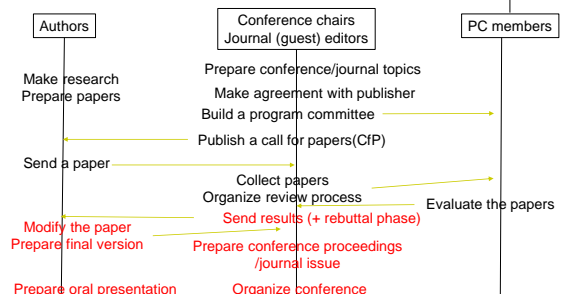 Authors
Conference chairs
Journal (guest) editors
PC members
Make research
Prepare papers
Prepare conference/journal topics
Make agreement with publisher
Build a program committee
Publish a call for papers(CfP)
Send a paper
Collect papers
Organize review process
Evaluate the papers
Send results (+ rebuttal phase)
Modify the paper
Prepare final version
Prepare conference proceedings
/journal issue
Prepare oral presentation
Organize conference